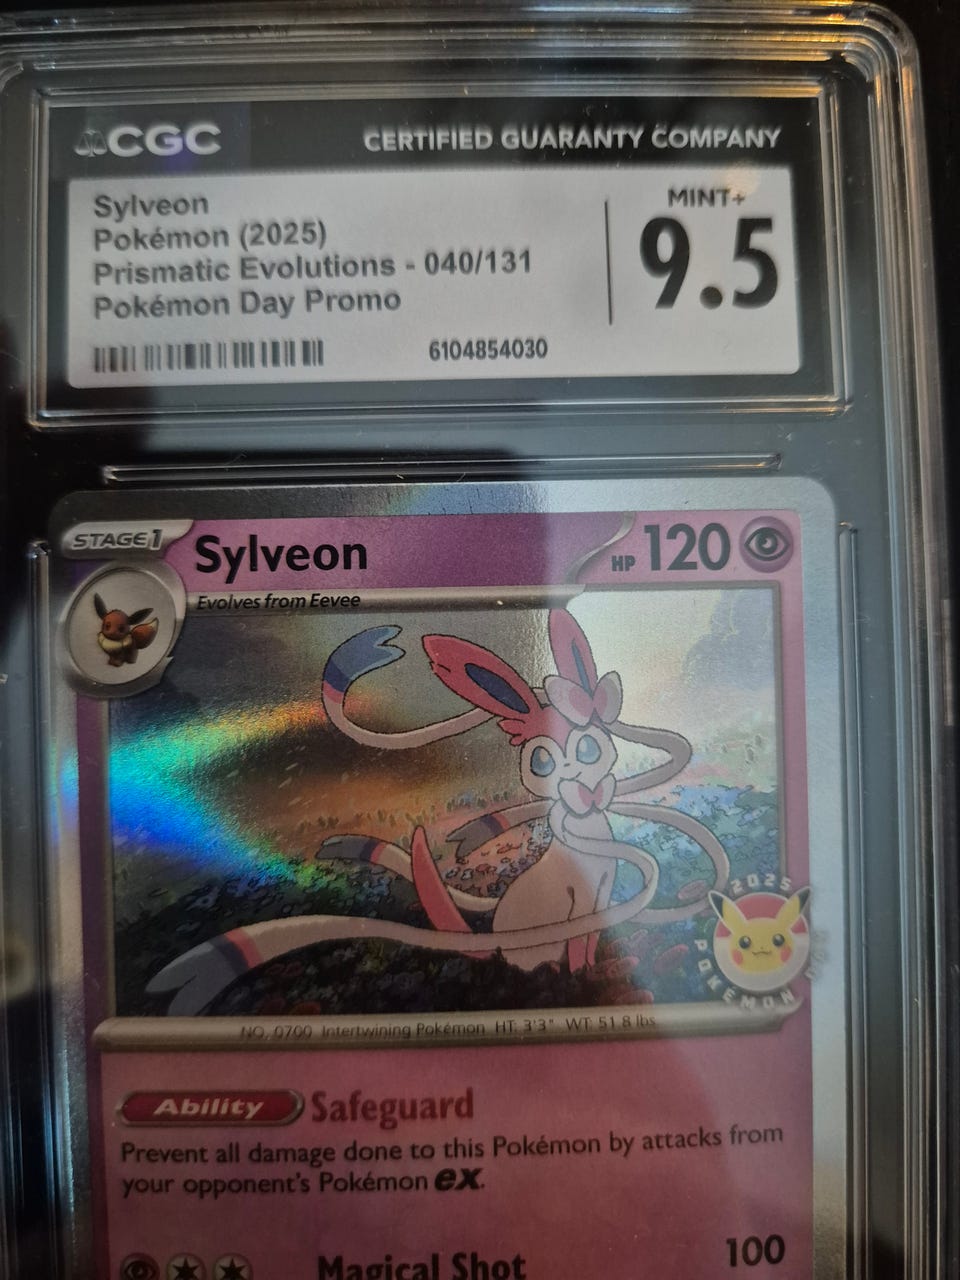 CGC
CERTIFIED GUARANTY COMPANY
Sylveon
Pokémon (2025)
Prismatic Evolutions - 040/131
Pokémon Day Promo
MINT+
9.5
6104854030
STAGE 1
Sylveon
HP 120
Evolves from Eevee
2025
POKÉMON
DAY
NO. 0700 Intertwining Pokémon HT: 3'3" WT: 51.8 lbs
Ability Safeguard
Prevent all damage done to this Pokémon by attacks from
your opponent's Pokémon ex.
Magical Shot 100